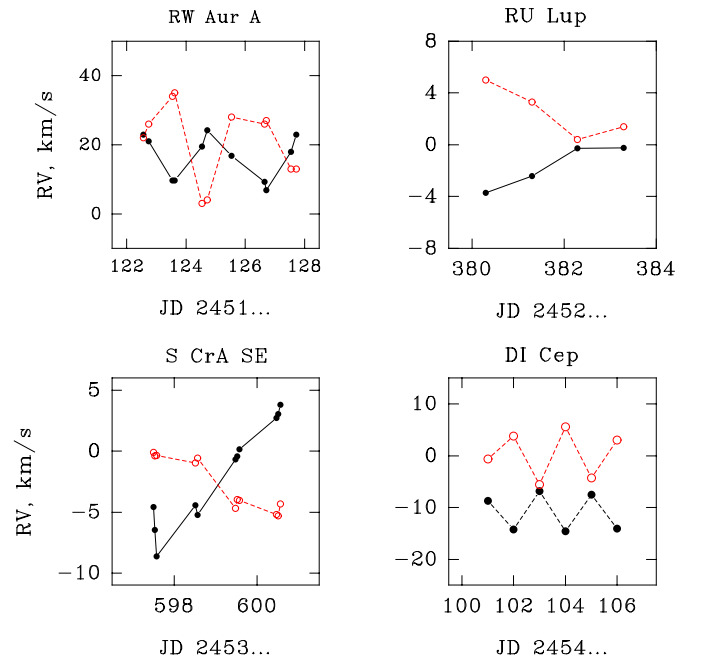 RW Aur A
RU Lup
RV, km/s
40
20
0
122 124 126 128
JD 2451...
8
4
0
−4
−8
380 382 384
JD 2452...
S CrA SE
DI Cep
RV, km/s
5
0
−5
−10
598 600
JD 2453...
10
0
−10
−20
100 102 104 106
JD 2454...